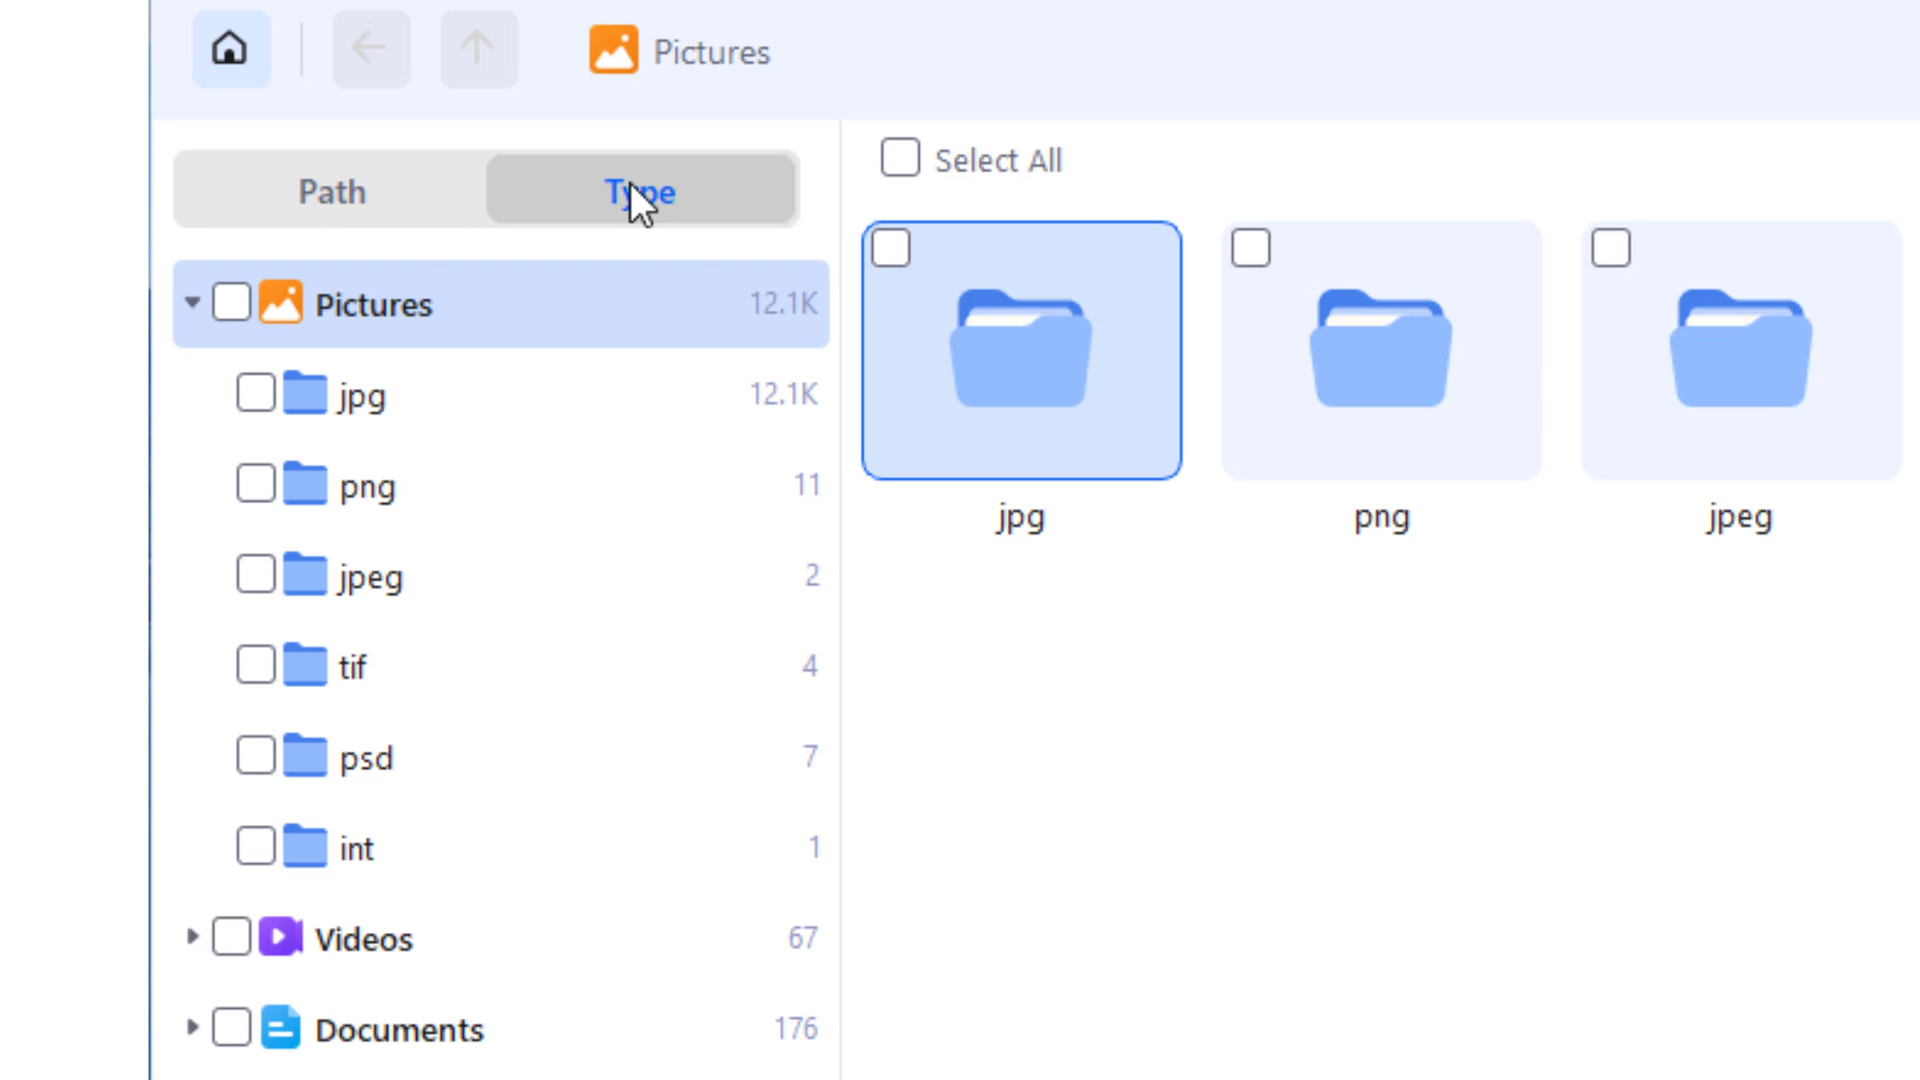 Pictures
Path Type
Select All
Pictures 12.1K
jpg 12.1K
png 11
jpeg 2
tif 4
psd 7
int 1
Videos 67
Documents 176
jpg png jpeg